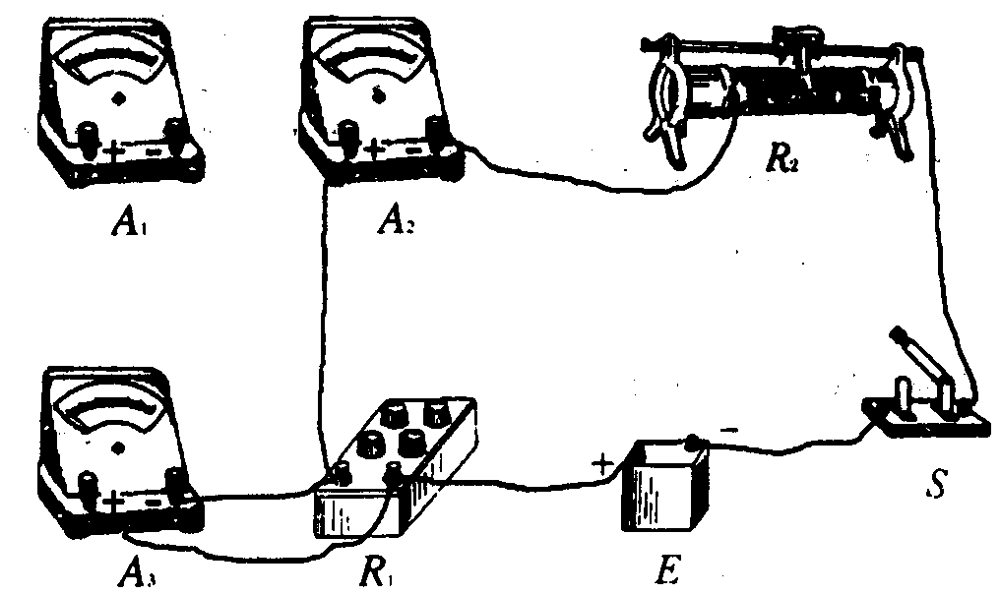 + -
A₁
+ -
A₂
R₂
+ -
A₃
R₁
+ -
E
S